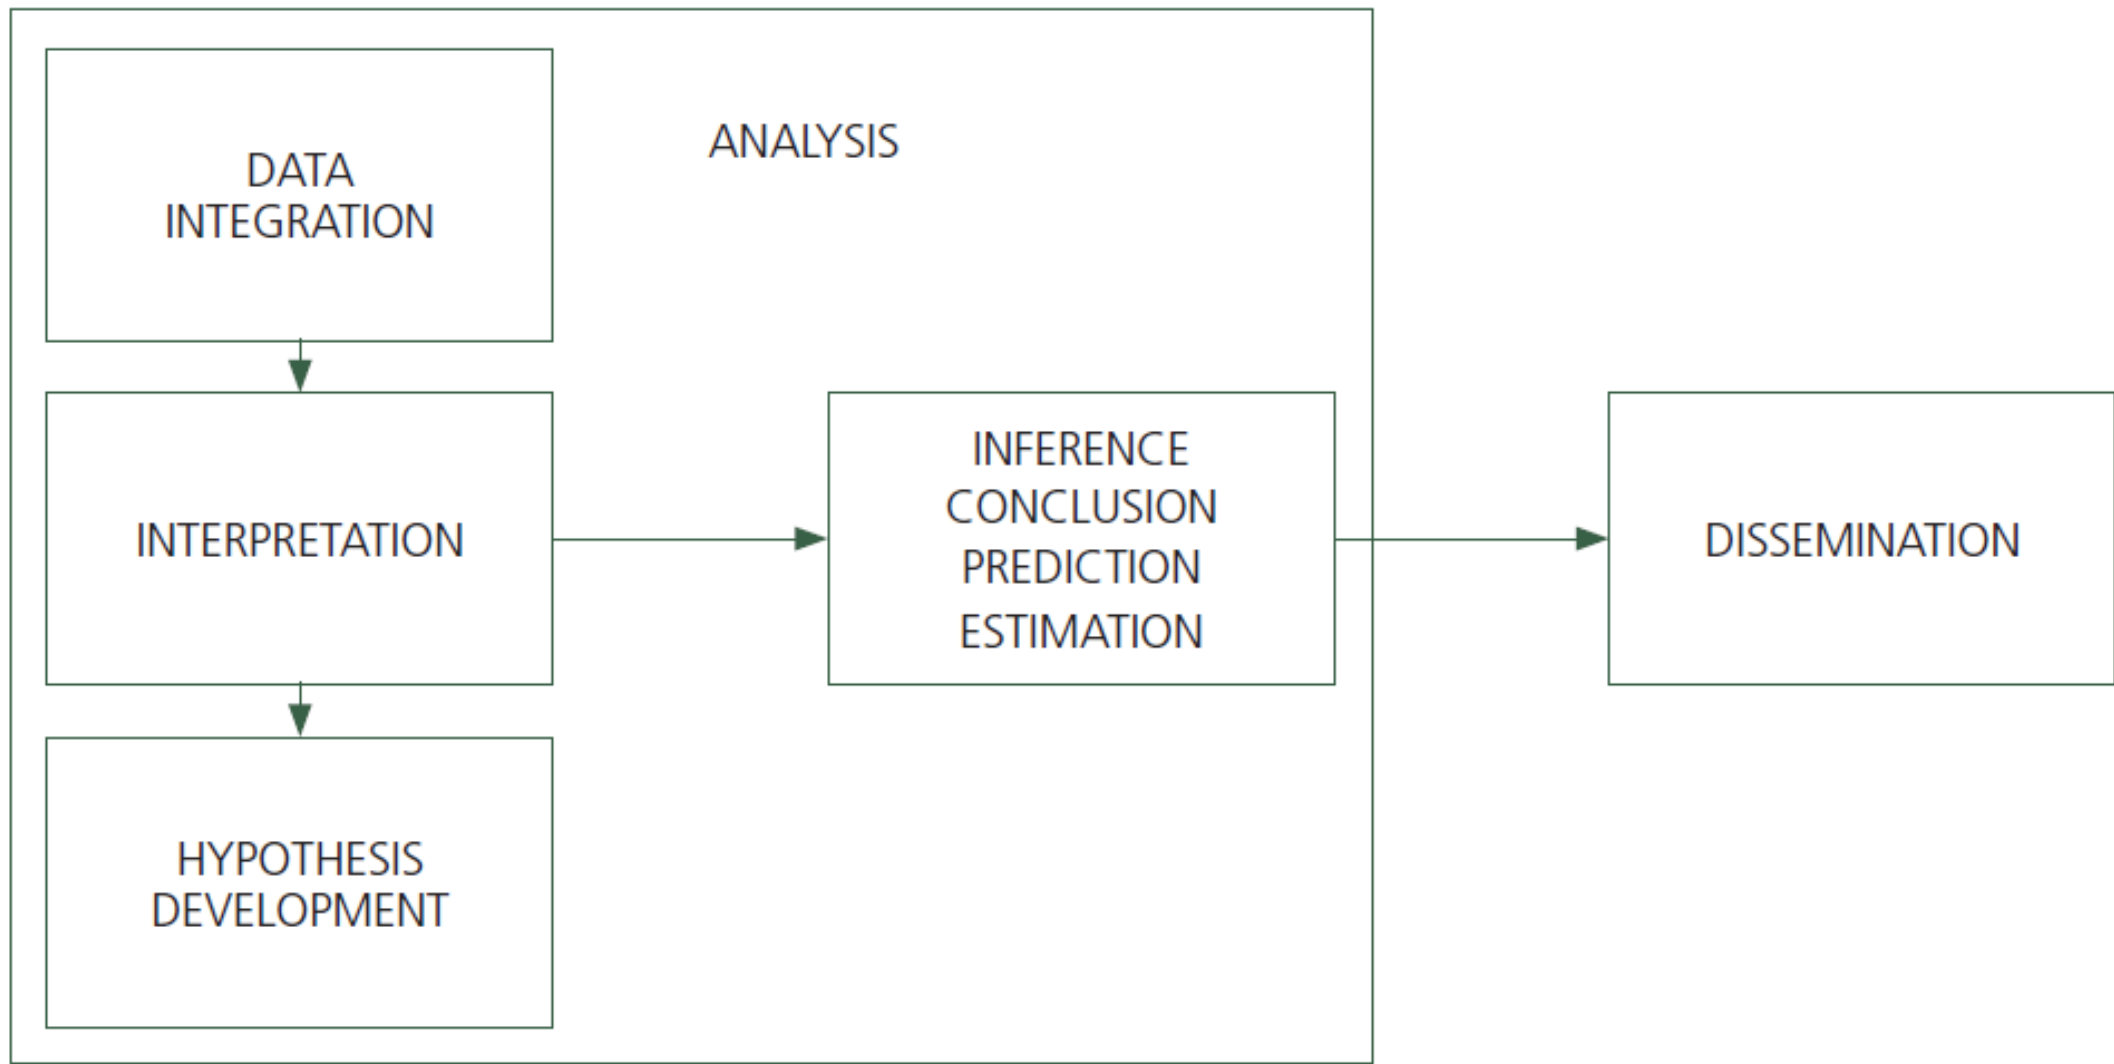 DATA
INTEGRATION
ANALYSIS
INTERPRETATION
INFERENCE
CONCLUSION
PREDICTION
ESTIMATION
DISSEMINATION
HYPOTHESIS
DEVELOPMENT